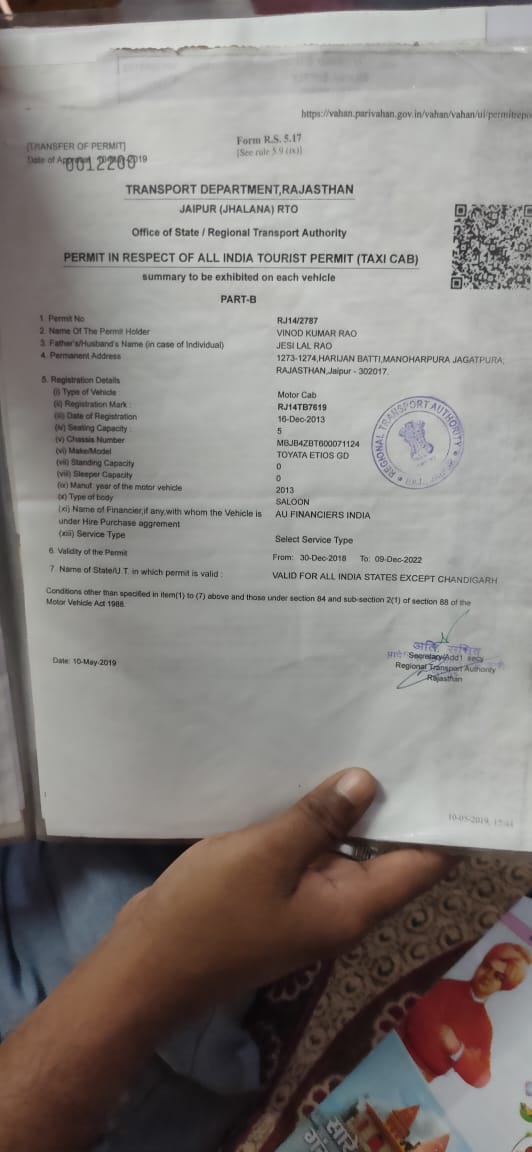 https://vahan.parivahan.gov.in/vahan/vahan/ui/permitrepo
[TRANSFER OF PERMIT]
Form R.S. 5.17
[See rule 5.9 (ix)]
Date of 2019
0012200
TRANSPORT DEPARTMENT,RAJASTHAN
JAIPUR (JHALANA) RTO
Office of State / Regional Transport Authority
PERMIT IN RESPECT OF ALL INDIA TOURIST PERMIT (TAXI CAB)
summary to be exhibited on each vehicle
PART-B
1. Permit No RJ14/2787
2. Name Of The Permit Holder VINOD KUMAR RAO
3. Father's/Husband's Name (in case of Individual) JESI LAL RAO
4. Permanent Address 1273-1274,HARIJAN BATTI,MANOHARPURA JAGATPURA,
RAJASTHAN,Jaipur - 302017.
5. Registration Details
(i) Type of Vehicle : Motor Cab
(ii) Registration Mark : RJ14TB7619
(iii) Date of Registration 16-Dec-2013
(iv) Seating Capacity : 5
(v) Chassis Number MBJB4ZBT600071124
(vi) Make/Model TOYATA ETIOS GD
(vii) Standing Capacity 0
(viii) Sleeper Capacity 0
(ix) Manuf. year of the motor vehicle 2013
(x) Type of body SALOON
(xi) Name of Financier,if any,with whom the Vehicle is AU FINANCIERS INDIA
under Hire Purchase aggrement
(xiii) Service Type Select Service Type
6. Validity of the Permit From: 30-Dec-2018 To: 09-Dec-2022
7. Name of State/U.T. in which permit is valid : VALID FOR ALL INDIA STATES EXCEPT CHANDIGARH
Conditions other than specified in item(1) to (7) above and those under section 84 and sub-section 2(1) of section 88 of the
Motor Vehicle Act 1988.
REGIONAL TRANSPORT AUTHORITY
अति. सचिव
Date: 10-May-2019
Secretary/Addl secy
Regional Transport Authority
Rajasthan
10-05-2019, 17:44
सारे